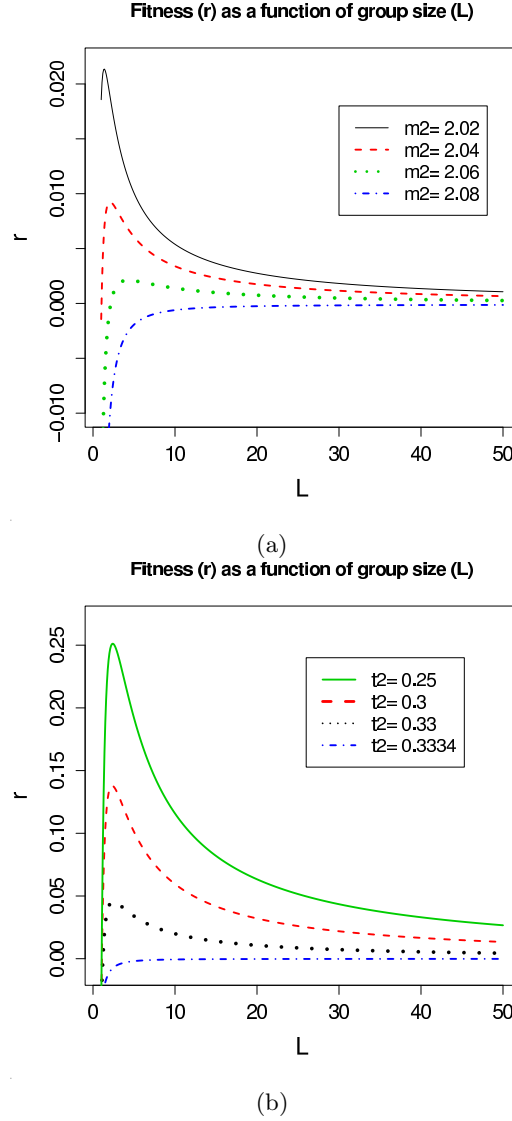 Fitness (r) as a function of group size (L)
0.020
0.010
0.000
−0.010
r
m2= 2.02
m2= 2.04
m2= 2.06
m2= 2.08
0 10 20 30 40 50
L
(a)
Fitness (r) as a function of group size (L)
0.25
0.20
0.15
0.10
0.05
0.00
r
t2= 0.25
t2= 0.3
t2= 0.33
t2= 0.3334
0 10 20 30 40 50
L
(b)